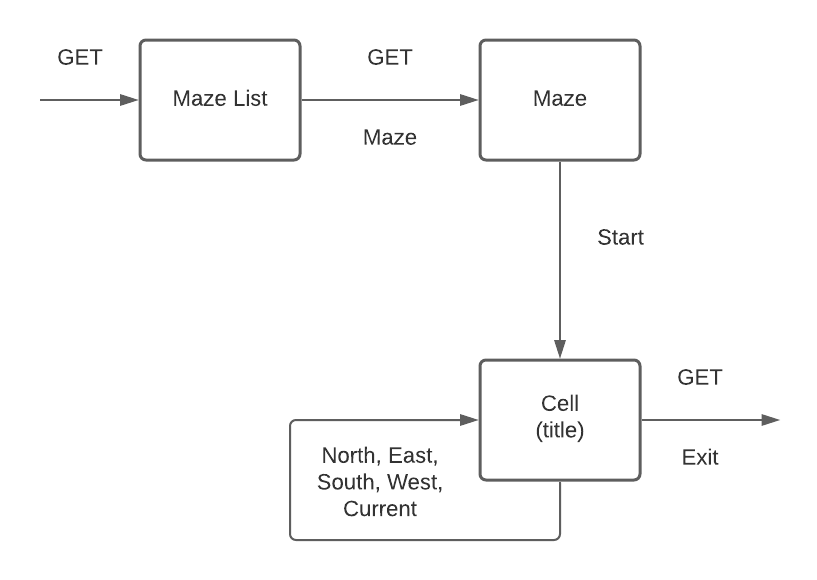 GET
GET
Maze List
Maze
Maze
Start
GET
Cell
(title)
North, East,
South, West,
Current
Exit